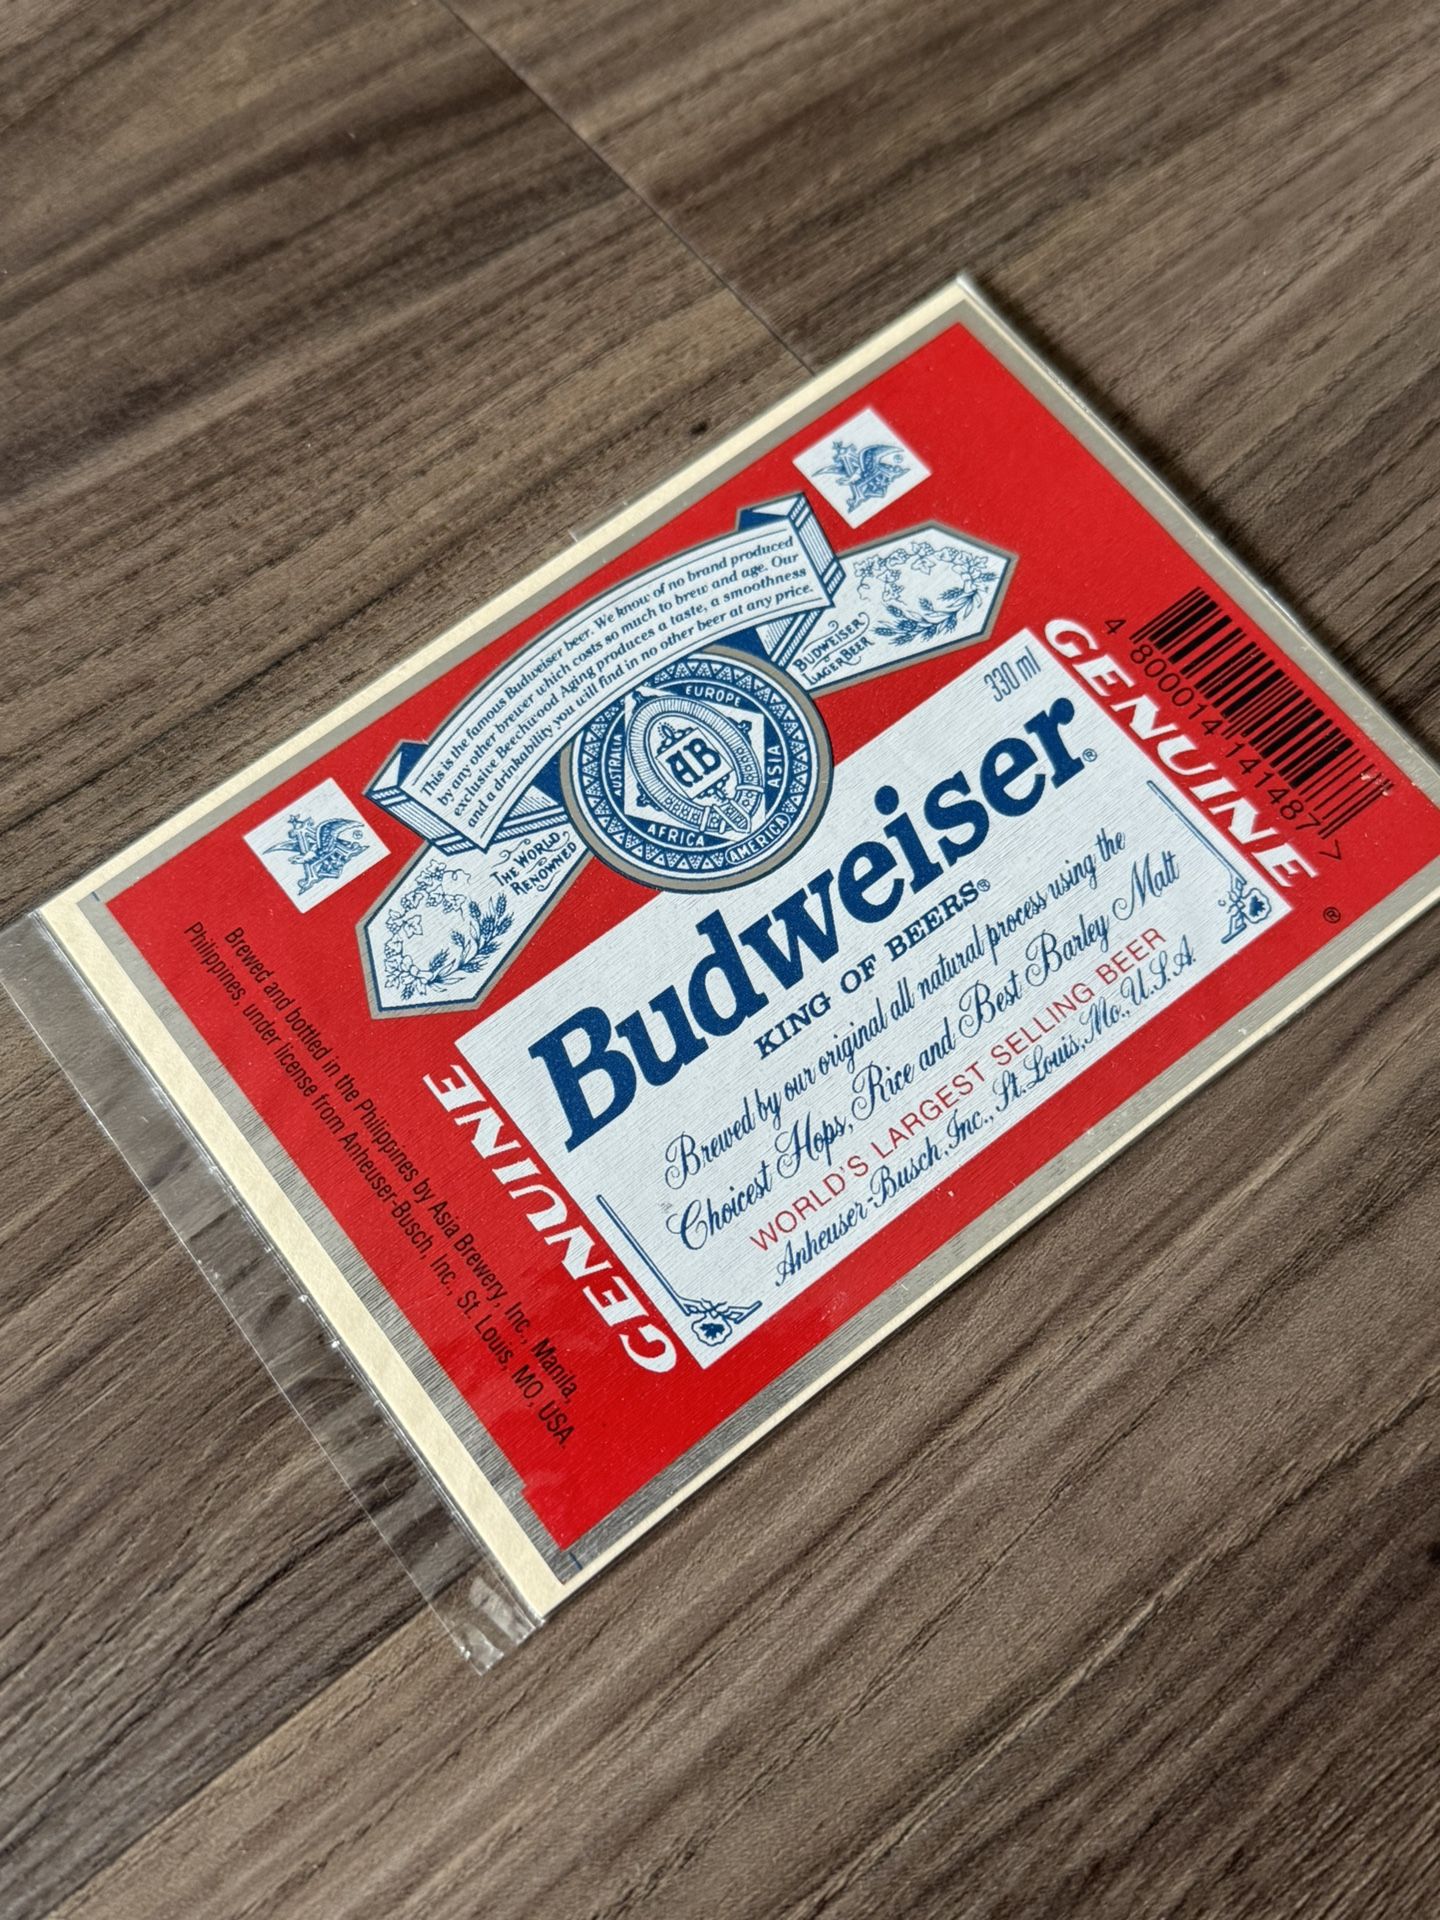 This is the famous Budweiser beer. We know of no brand produced
by any other brewer which costs so much to brew and age. Our
exclusive Beechwood Aging produces a taste, a smoothness
and a drinkability you will find in no other beer at any price.
THE WORLD
RENOWNED
BUDWEISER
LAGER BEER
EUROPE
AUSTRALIA
ASIA
AFRICA
AMERICA
AB
330 ml
Budweiser®
KING OF BEERS®
Brewed by our original all natural process using the
Choicest Hops, Rice and Best Barley Malt
WORLD'S LARGEST SELLING BEER
Anheuser-Busch, Inc., St. Louis, Mo., U.S.A.
GENUINE
GENUINE
®
Brewed and bottled in the Philippines by Asia Brewery, Inc., Manila,
Philippines, under license from Anheuser-Busch, Inc., St. Louis, MO, USA.
4 800014 141487 >